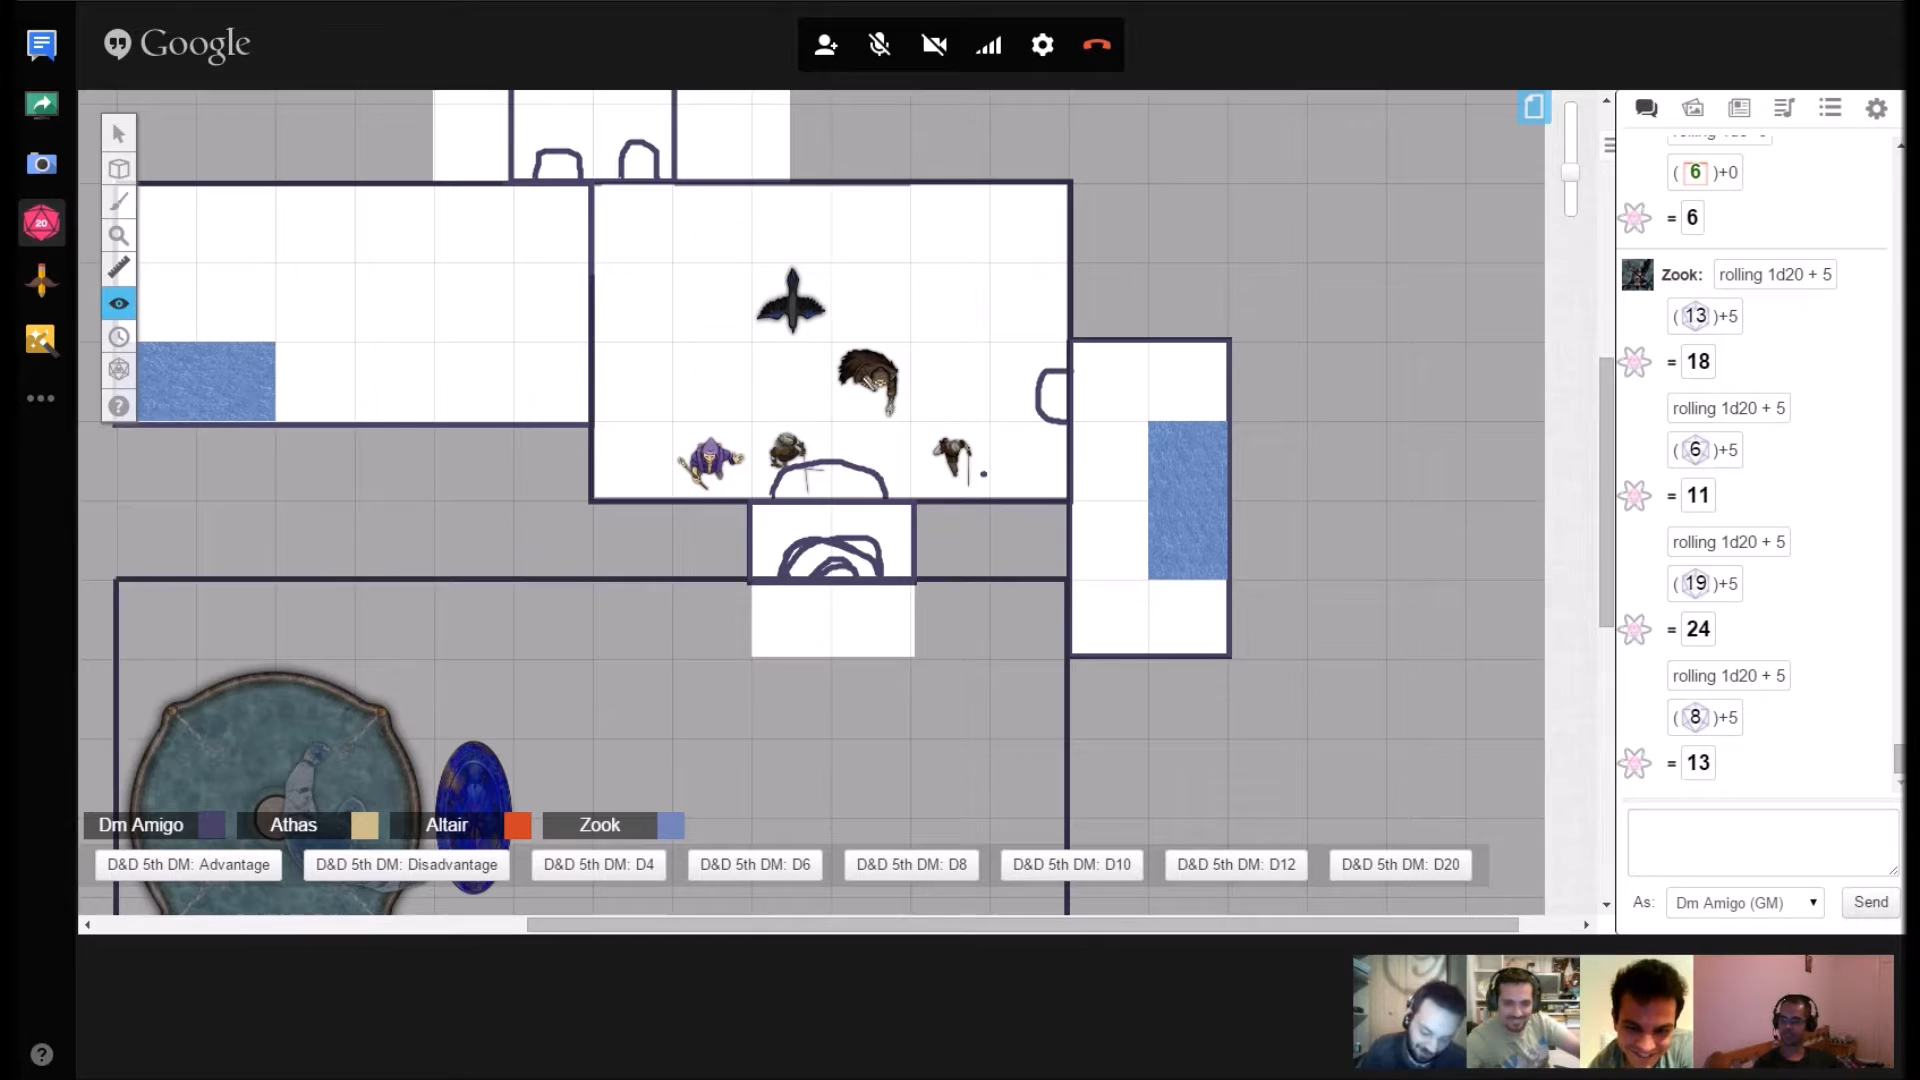 Google
( 6 )+0
= 6
Zook: rolling 1d20 + 5
( 13 )+5
= 18
rolling 1d20 + 5
( 6 )+5
= 11
rolling 1d20 + 5
( 19 )+5
= 24
rolling 1d20 + 5
( 8 )+5
= 13
20
Dm Amigo Athas Altair Zook
D&D 5th DM: Advantage D&D 5th DM: Disadvantage D&D 5th DM: D4 D&D 5th DM: D6 D&D 5th DM: D8 D&D 5th DM: D10 D&D 5th DM: D12 D&D 5th DM: D20
As: Dm Amigo (GM) Send